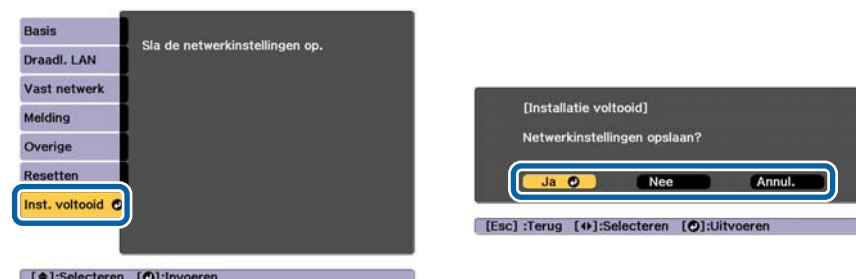 Basis
Draadl. LAN
Vast netwerk
Melding
Overige
Resetten
Inst. voltooid
Sla de netwerkinstellingen op.
[ ]:Selecteren [ ]:Invoeren
[Installatie voltooid]
Netwerkinstellingen opslaan?
Ja Nee Annul.
[Esc] :Terug [ ]:Selecteren [ ]:Uitvoeren